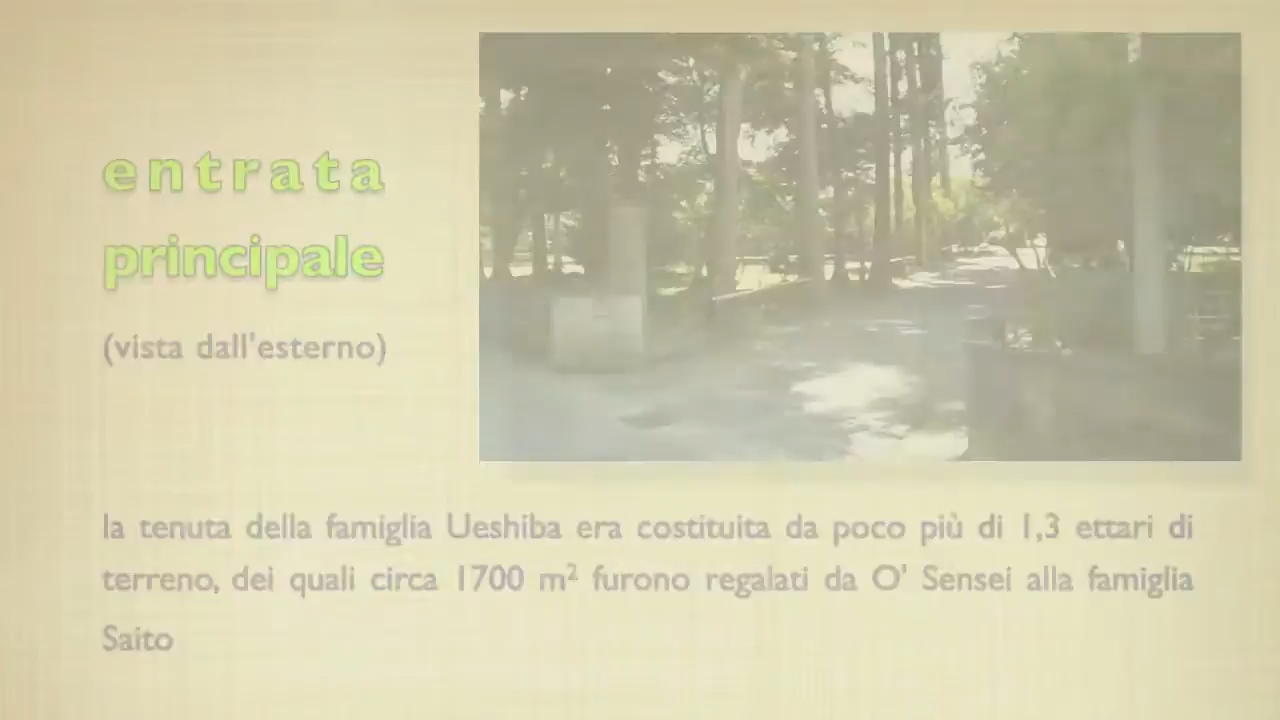 entrata
principale
(vista dall'esterno)
la tenuta della famiglia Ueshiba era costituita da poco più di 1,3 ettari di
terreno, dei quali circa 1700 m² furono regalati da O' Sensei alla famiglia
Saito